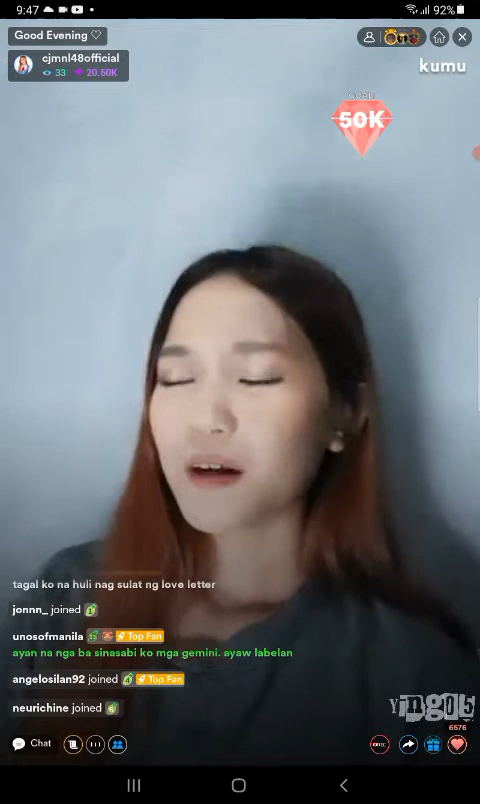 9:47
92%
Good Evening ♡
cjmnl48official
33 20.50K
kumu
GOAL:
50K
tagal ko na huli nag sulat ng love letter
jonnn_ joined
unosofmanila Top Fan
ayan na nga ba sinasabi ko mga gemini. ayaw labelan
angelosilan92 joined Top Fan
neurichine joined
Yingo5
6576
Chat